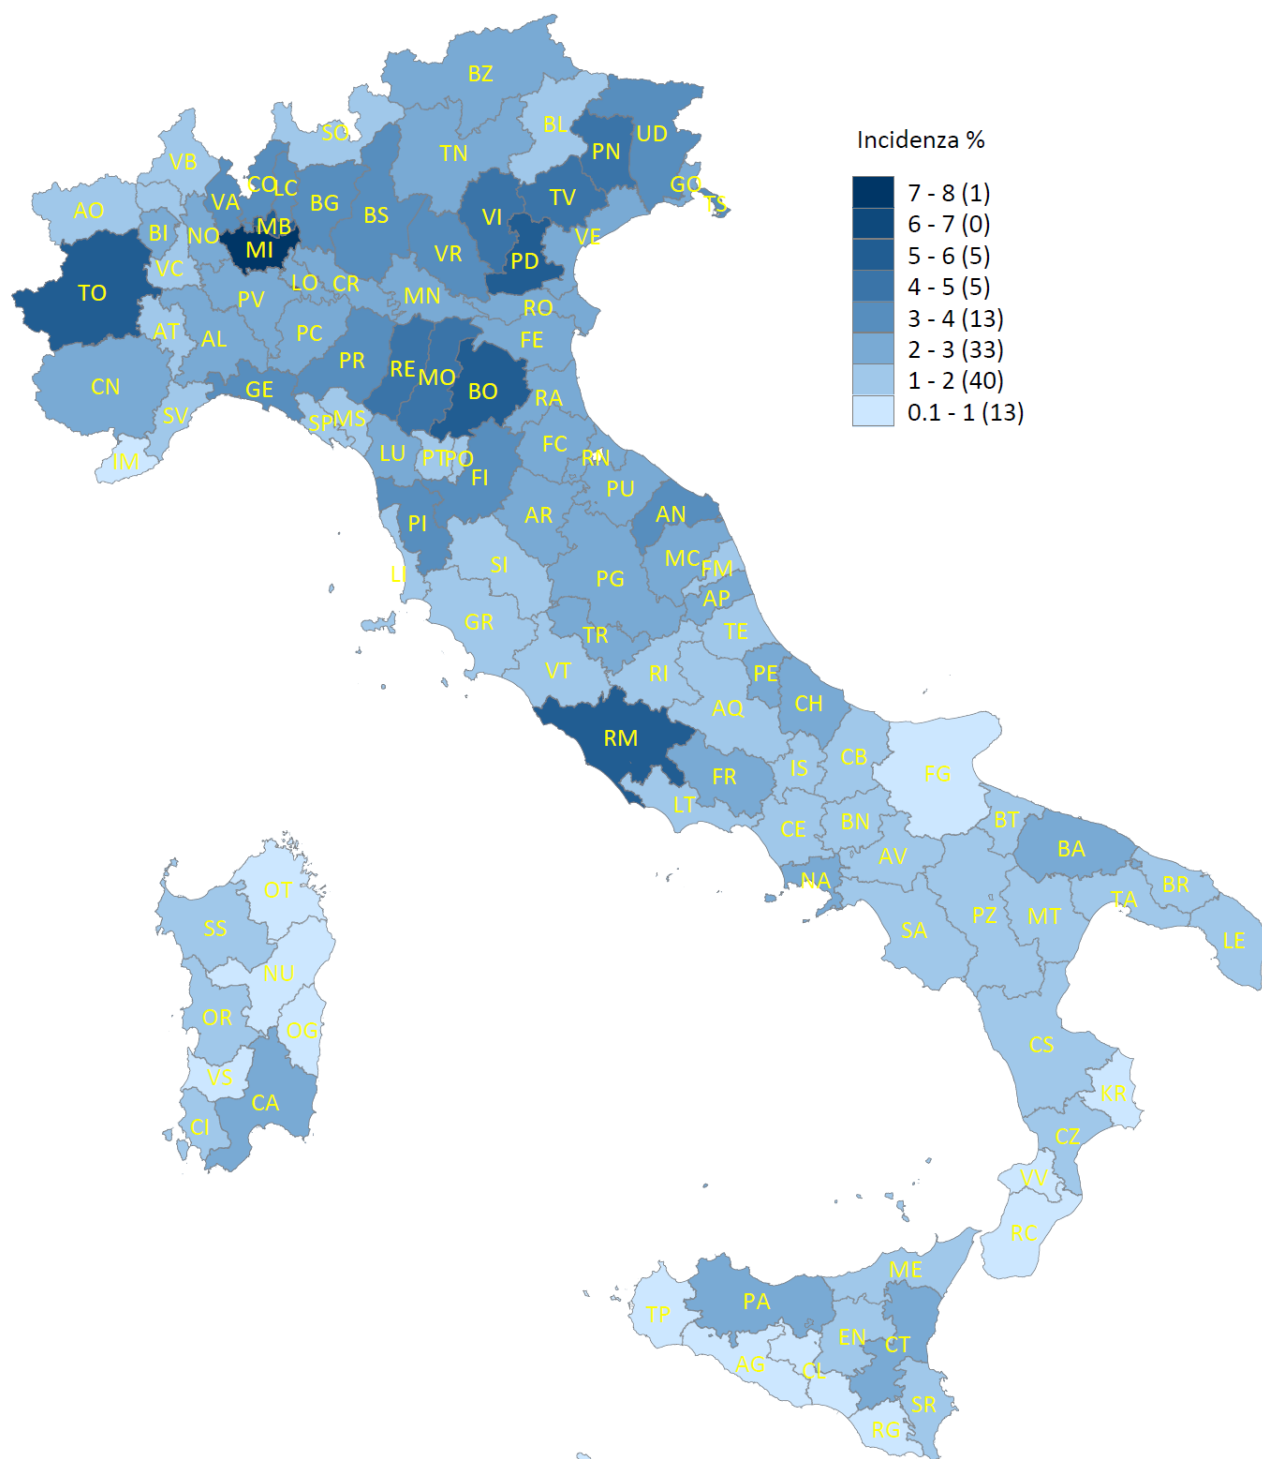 BZ
Incidenza %
BL
UD
SO
PN
TN
VB
7 - 8 (1)
GO
CO
LC
6 - 7 (0)
TV
VA
BG
TS
AO
BS
VI
MB
5 - 6 (5)
BI
NO
VE
MI
VR
PD
4 - 5 (5)
VC
LO
CR
TO
MN
3 - 4 (13)
PV
RO
AT
PC
AL
FE
2 - 3 (33)
PR
RE
MO
CN
GE
BO
1 - 2 (40)
RA
SV
SP
MS
0.1 - 1 (13)
FC
LU
PT
PO
RN
IM
FI
PU
AR
AN
PI
SI
MC
FM
LI
PG
AP
GR
TR
TE
VT
RI
PE
CH
AQ
RM
CB
IS
FG
FR
LT
BN
BT
CE
BA
AV
NA
OT
BR
TA
PZ
MT
SS
SA
LE
NU
OR
OG
CS
VS
KR
CA
CI
CZ
VV
RC
ME
PA
TP
EN
CT
AG
CL
SR
RG